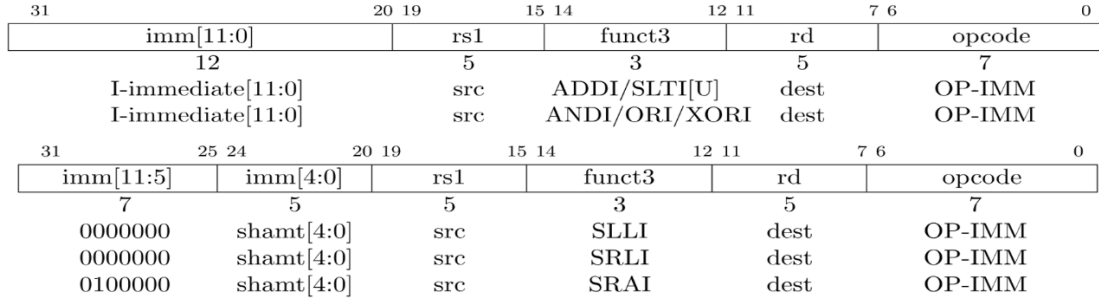 31 20 19 15 14 12 11 7 6 0
imm[11:0] rs1 funct3 rd opcode
12 5 3 5 7
I-immediate[11:0] src ADDI/SLTI[U] dest OP-IMM
I-immediate[11:0] src ANDI/ORI/XORI dest OP-IMM
31 25 24 20 19 15 14 12 11 7 6 0
imm[11:5] imm[4:0] rs1 funct3 rd opcode
7 5 5 3 5 7
0000000 shamt[4:0] src SLLI dest OP-IMM
0000000 shamt[4:0] src SRLI dest OP-IMM
0100000 shamt[4:0] src SRAI dest OP-IMM